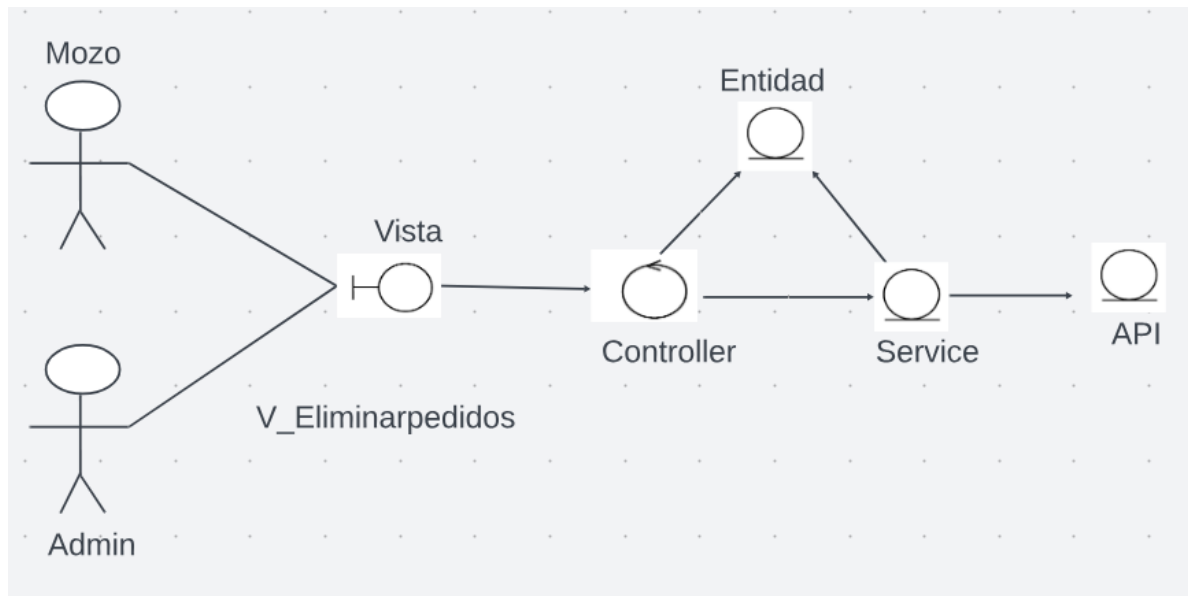 Mozo
Entidad
Vista
Controller
Service
API
V_Eliminarpedidos
Admin